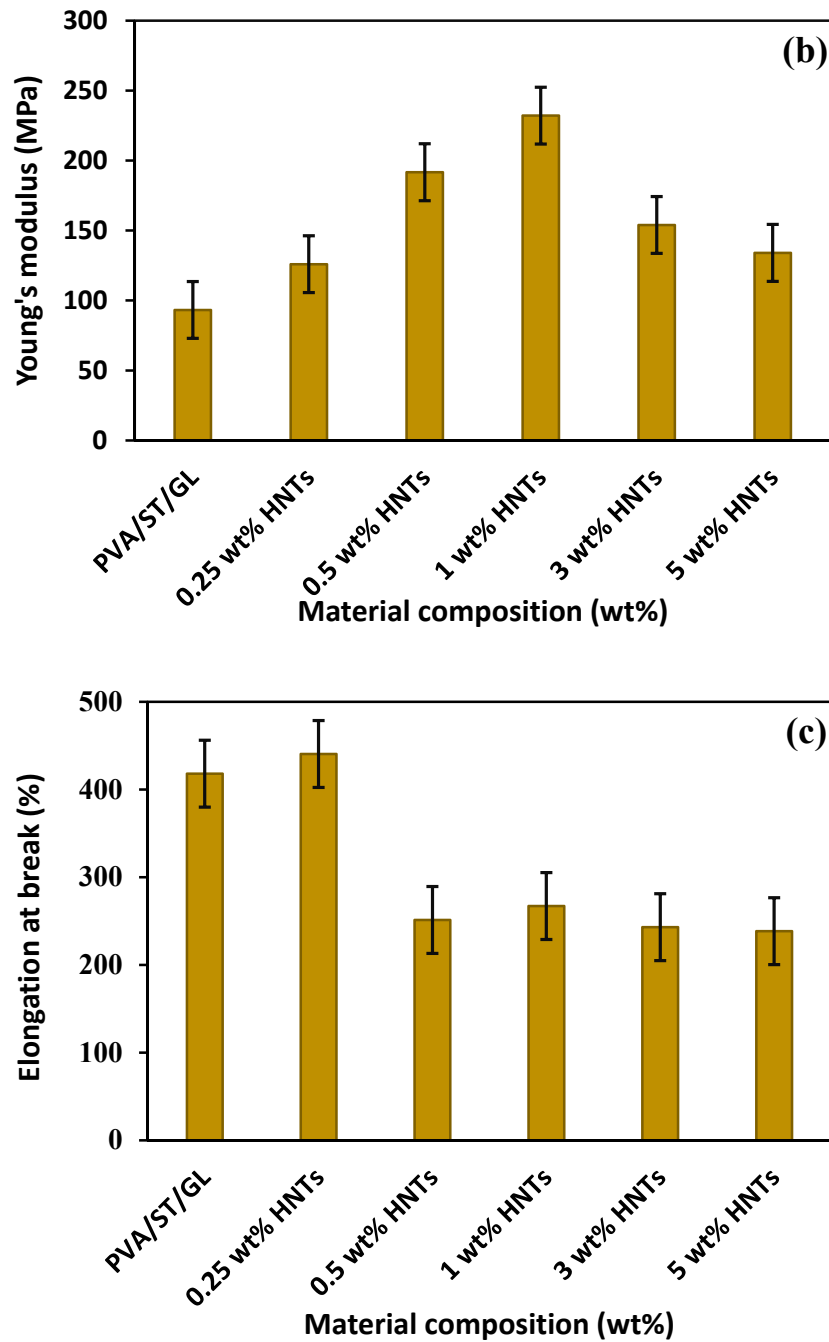 (b)
Young's modulus (MPa)
300
250
200
150
100
50
0
PVA/ST/GL
0.25 wt% HNTs
0.5 wt% HNTs
1 wt% HNTs
3 wt% HNTs
5 wt% HNTs
Material composition (wt%)
(c)
Elongation at break (%)
500
400
300
200
100
0
PVA/ST/GL
0.25 wt% HNTs
0.5 wt% HNTs
1 wt% HNTs
3 wt% HNTs
5 wt% HNTs
Material composition (wt%)